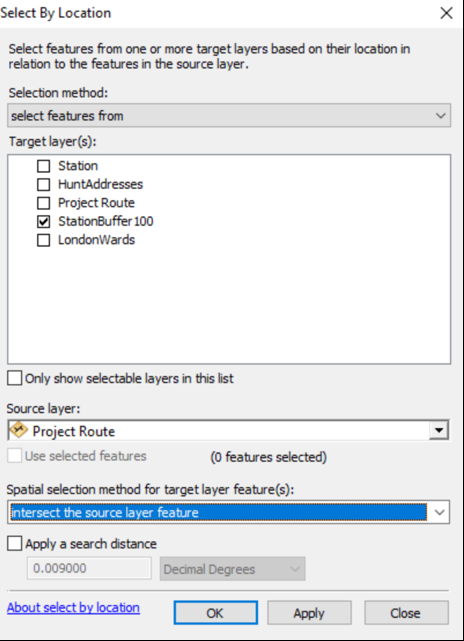 Select By Location
Select features from one or more target layers based on their location in
relation to the features in the source layer.
Selection method:
select features from
Target layer(s):
Station
HuntAddresses
Project Route
StationBuffer100
LondonWards
Only show selectable layers in this list
Source layer:
Project Route
Use selected features (0 features selected)
Spatial selection method for target layer feature(s):
intersect the source layer feature
Apply a search distance
0.009000 Decimal Degrees
About select by location OK Apply Close